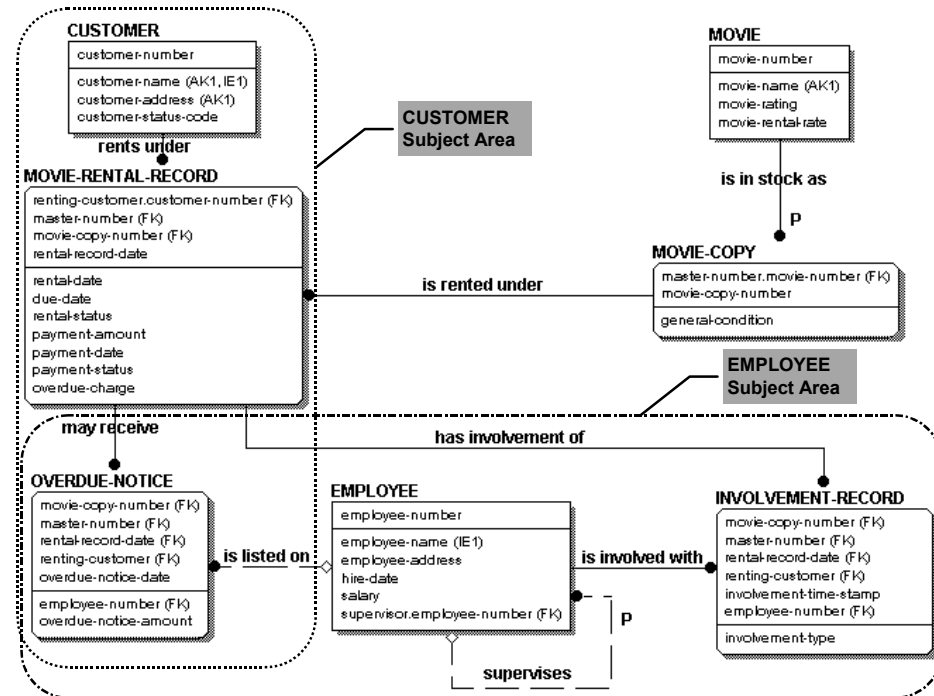 CUSTOMER
customer-number
customer-name (AK1,IE1)
customer-address (AK1)
customer-status-code
rents under
MOVIE
movie-number
movie-name (AK1)
movie-rating
movie-rental-rate
CUSTOMER
Subject Area
is in stock as
P
MOVIE-RENTAL-RECORD
renting-customer.customer-number (FK)
master-number (FK)
movie-copy-number (FK)
rental-record-date
rental-date
due-date
rental-status
payment-amount
payment-date
payment-status
overdue-charge
is rented under
MOVIE-COPY
master-number.movie-number (FK)
movie-copy-number
general-condition
EMPLOYEE
Subject Area
may receive
has involvement of
OVERDUE-NOTICE
movie-copy-number (FK)
master-number (FK)
rental-record-date (FK)
renting-customer (FK)
overdue-notice-date
employee-number (FK)
overdue-notice-amount
is listed on
EMPLOYEE
employee-number
employee-name (IE1)
employee-address
hire-date
salary
supervisor.employee-number (FK)
is involved with
P
supervises
INVOLVEMENT-RECORD
movie-copy-number (FK)
master-number (FK)
rental-record-date (FK)
renting-customer (FK)
involvement-time-stamp
employee-number (FK)
involvement-type